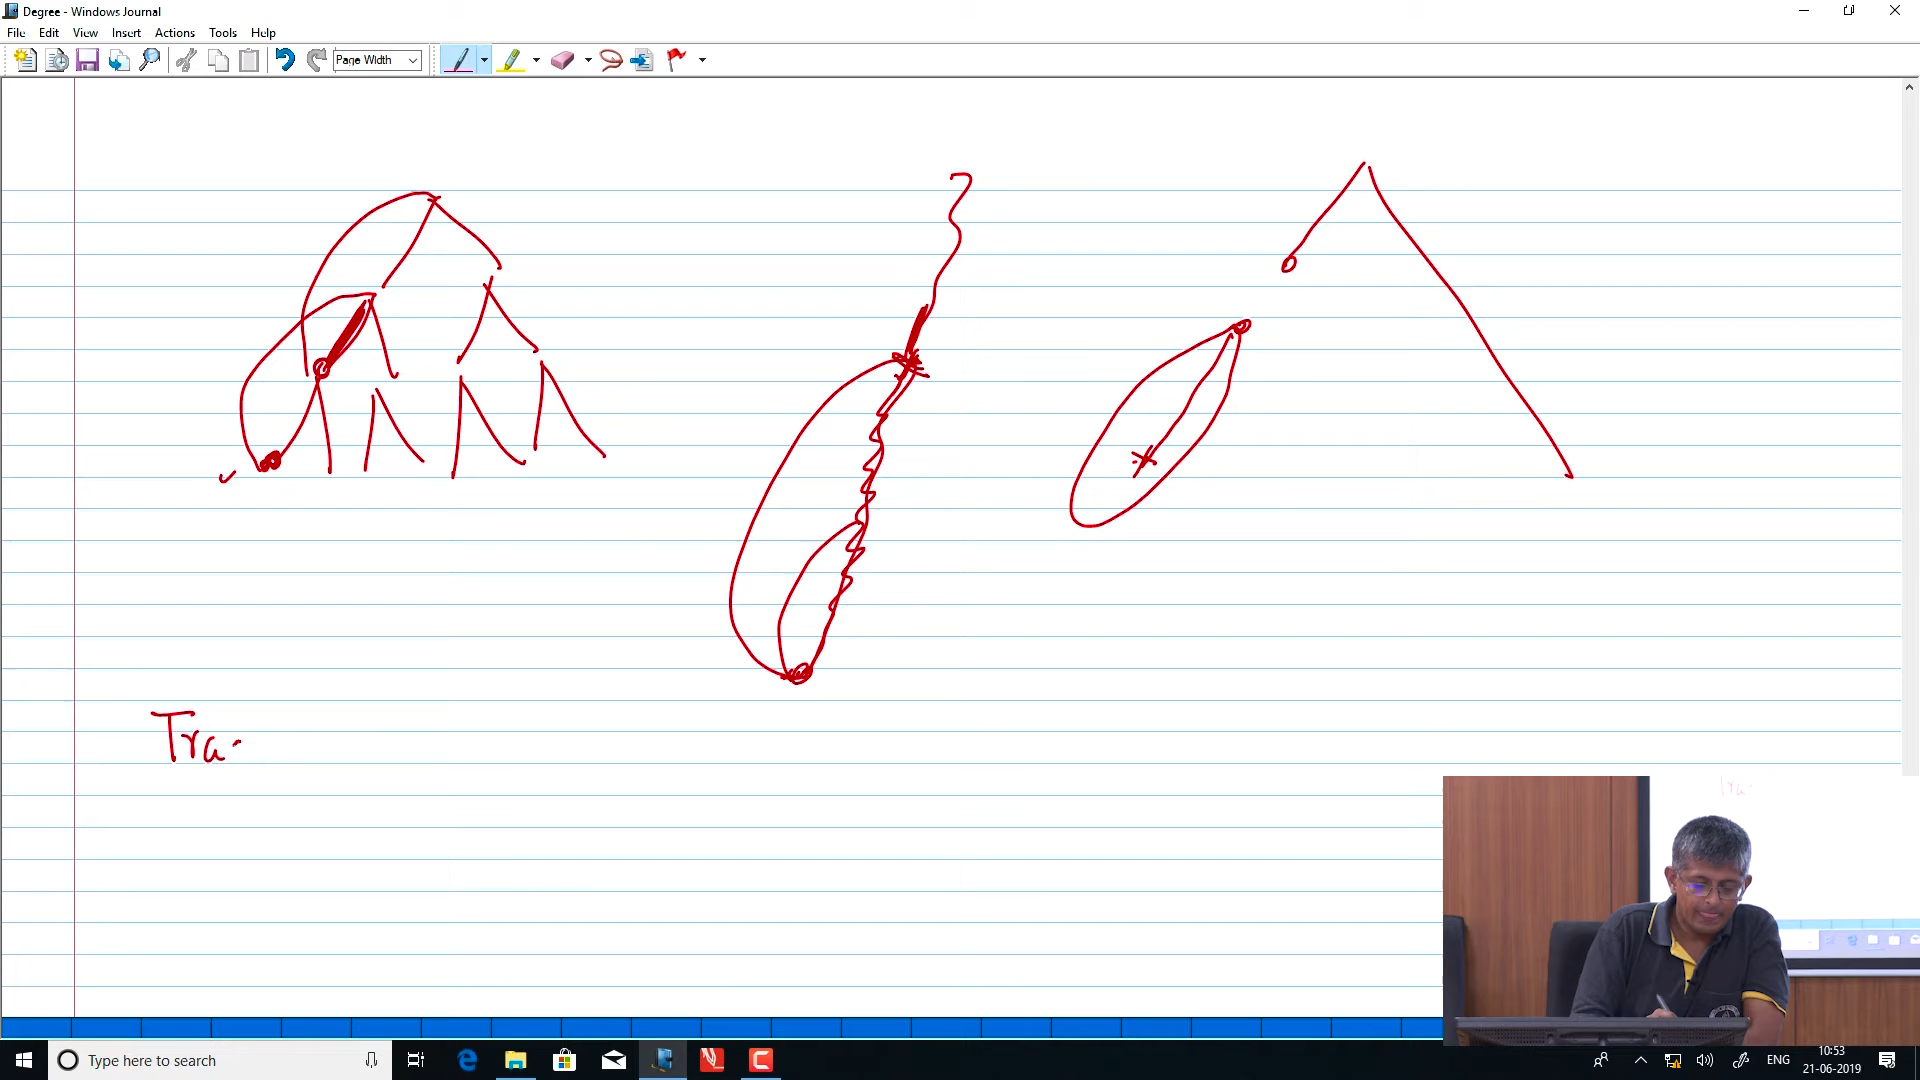 Degree - Windows Journal
File Edit View Insert Actions Tools Help
Page Width
Tra
Type here to search
ENG
10:53
21-06-2019